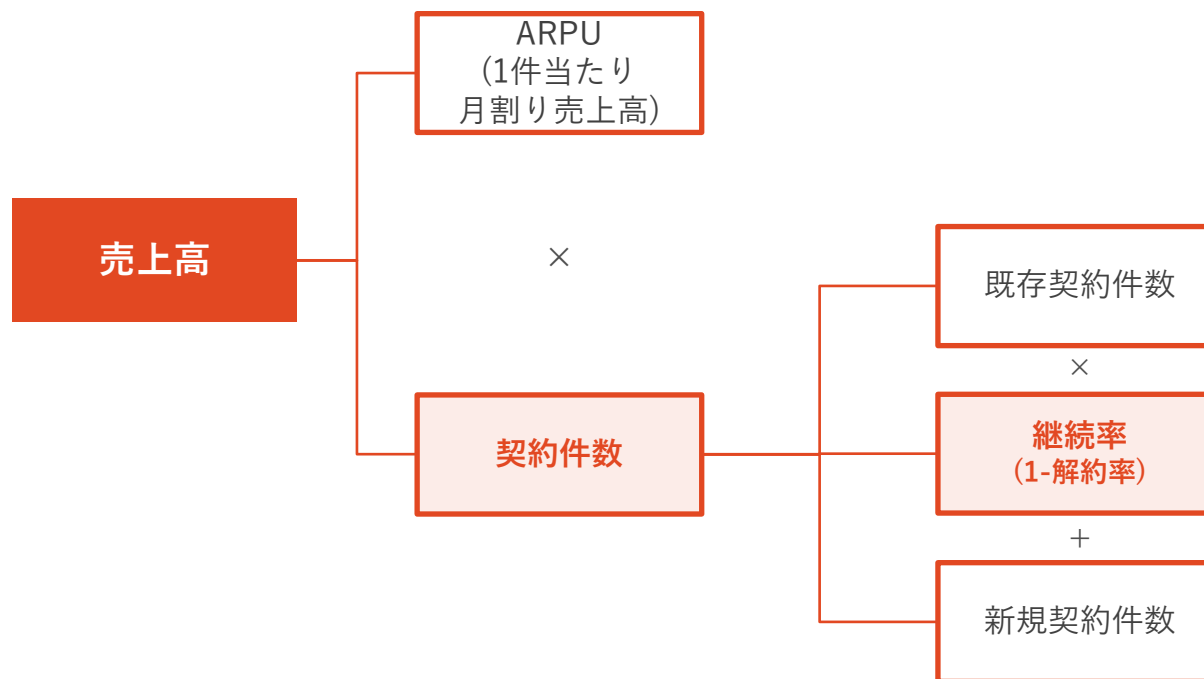 ARPU
(1件当たり
月割り売上高)
売上高
×
契約件数
既存契約件数
×
継続率
(1-解約率)
+
新規契約件数